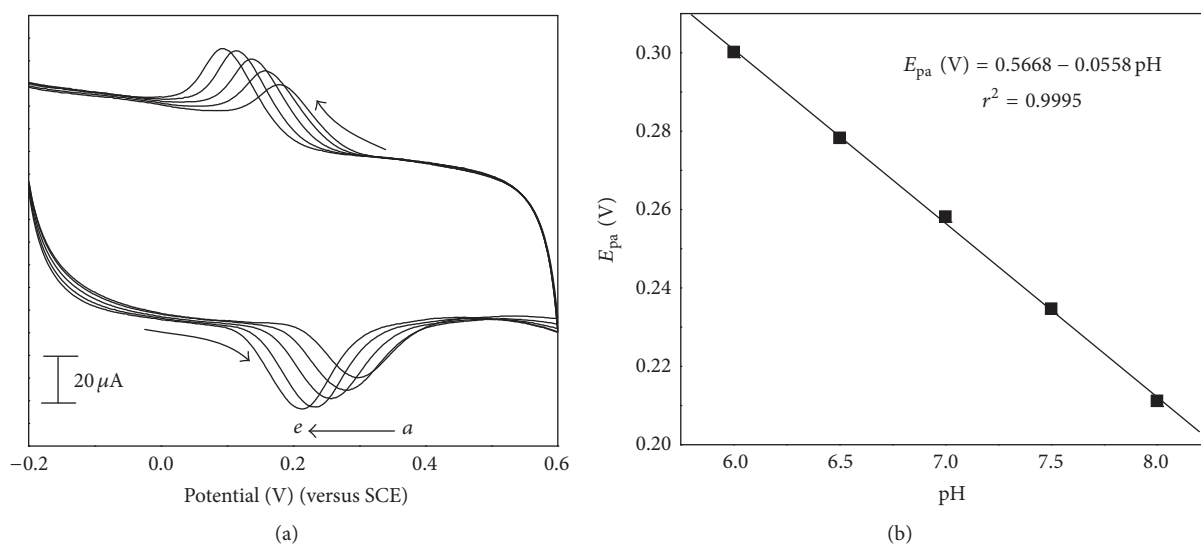 20 μA
e
a
−0.2
0.0
0.2
0.4
0.6
Potential (V) (versus SCE)
(a)
E_pa (V) = 0.5668 − 0.0558 pH
r² = 0.9995
0.30
0.28
0.26
0.24
0.22
0.20
E_pa (V)
6.0
6.5
7.0
7.5
8.0
pH
(b)